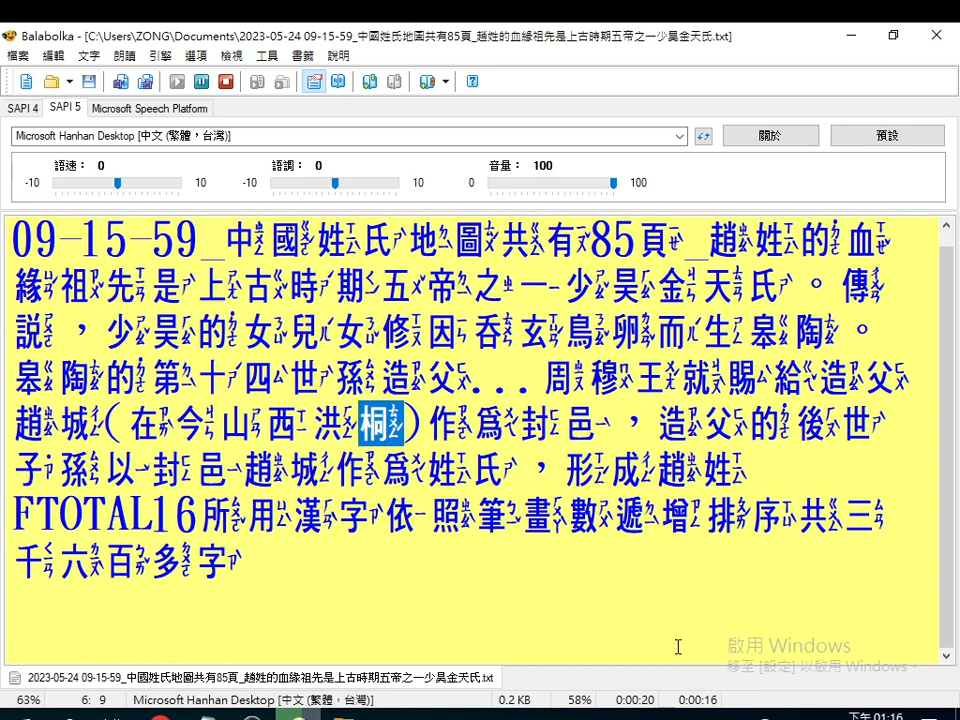 Balabolka - [C:\Users\ZONG\Documents\2023-05-24 09-15-59_中國姓氏地圖共有85頁_趙姓的血緣祖先是上古時期五帝之一少昊金天氏.txt]
檔案 編輯 文字 朗讀 引擎 選項 檢視 工具 書籤 說明
SAPI 4 SAPI 5 Microsoft Speech Platform
Microsoft Hanhan Desktop [中文 (繁體，台灣)] 關於 預設
語速： 0 語調： 0 音量： 100
-10 10 -10 10 0 100
09-15-59_中國姓氏地圖共有85頁_趙姓的血
緣祖先是上古時期五帝之一少昊金天氏。傳
説，少昊的女兒女修因吞玄鳥卵而生皋陶。
皋陶的第十四世孫造父...周穆王就賜給造父
趙城(在今山西洪桐)作爲封邑，造父的後世
子孫以封邑趙城作爲姓氏，形成趙姓
FTOTAL16所用漢字依照筆畫數遞增排序共三
千六百多字
啟用 Windows
移至 [設定] 以啟用 Windows。
2023-05-24 09-15-59_中國姓氏地圖共有85頁_趙姓的血緣祖先是上古時期五帝之一少昊金天氏.txt
63% 6: 9 Microsoft Hanhan Desktop [中文 (繁體，台灣)] 0.2 KB 58% 0:00:20 0:00:16
下午 01:16